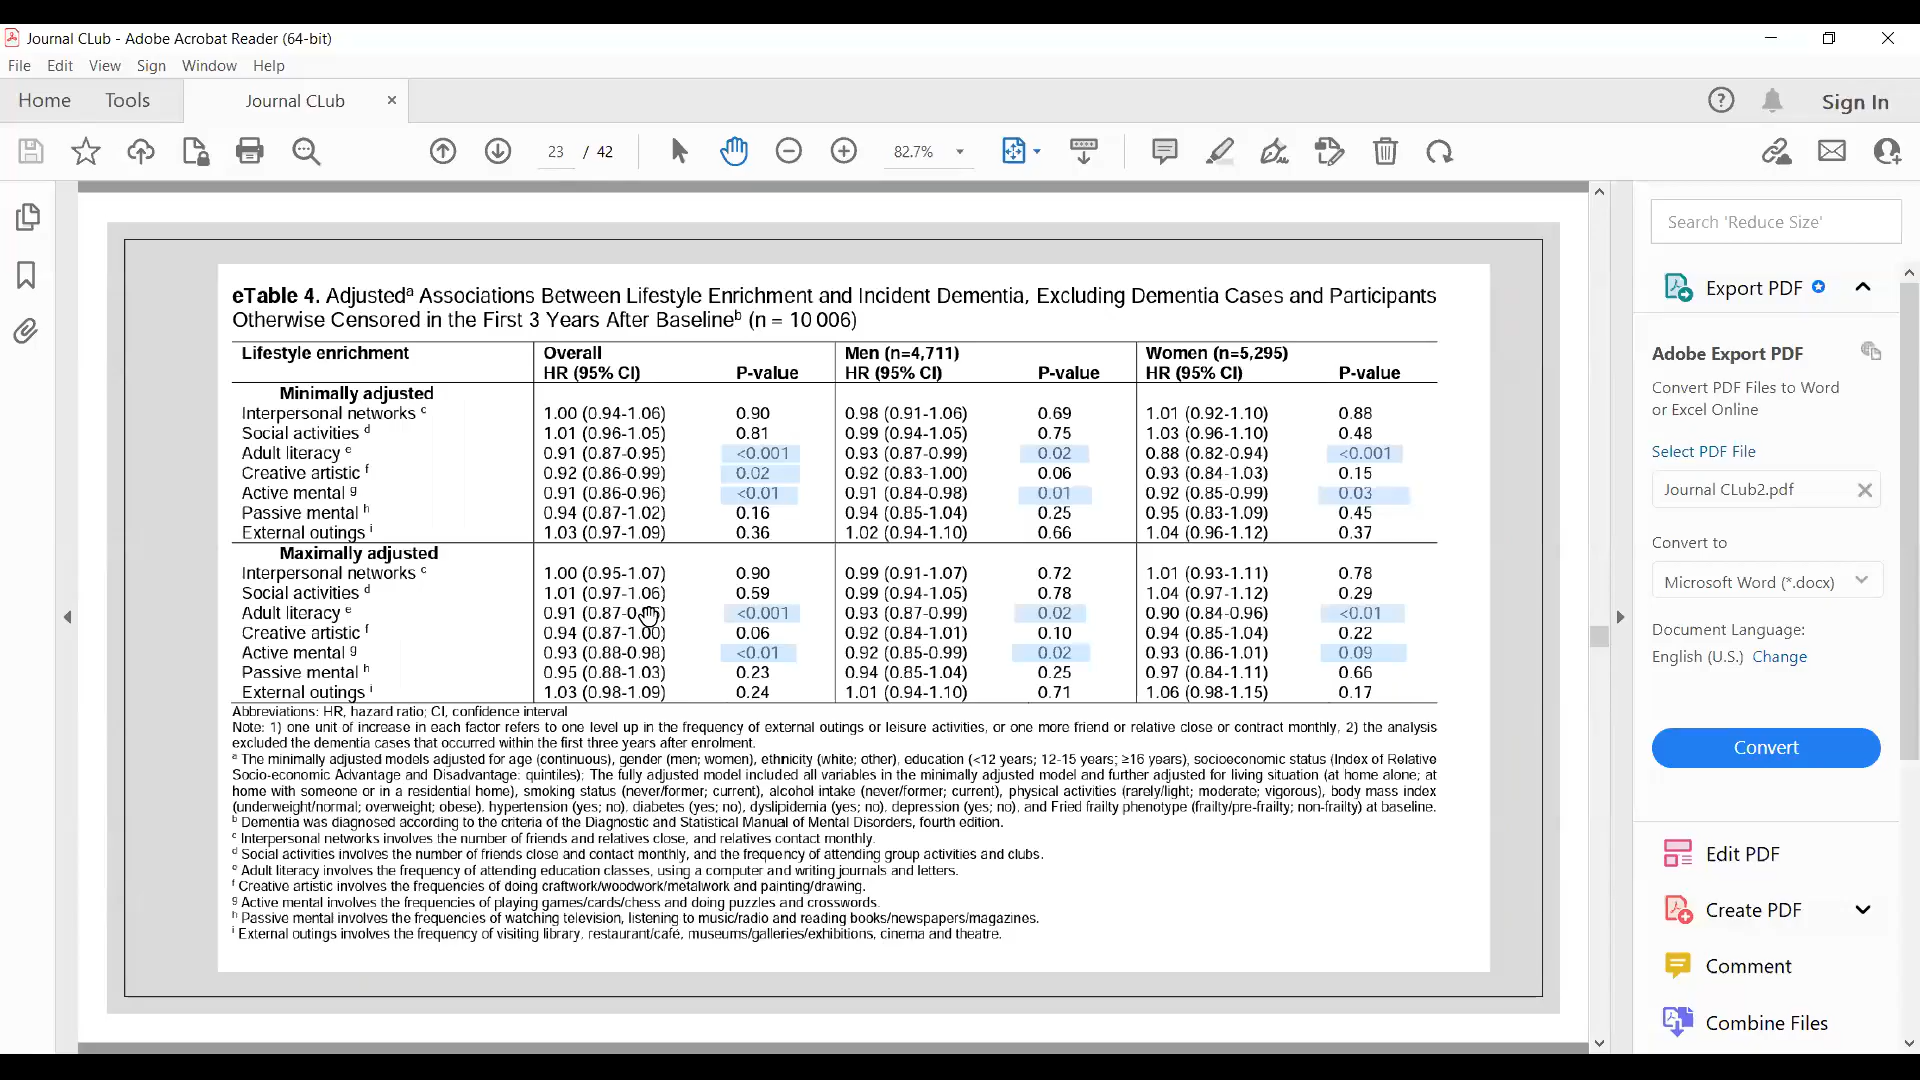 Journal CLub - Adobe Acrobat Reader (64-bit)
File Edit View Sign Window Help
Home Tools Journal CLub × Sign In
23 / 42 82.7%
Search 'Reduce Size'
Export PDF
Adobe Export PDF
Convert PDF Files to Word
or Excel Online
Select PDF File
Journal CLub2.pdf
Convert to
Microsoft Word (*.docx)
Document Language:
English (U.S.) Change
Convert
Edit PDF
Create PDF
Comment
Combine Files
eTable 4. Adjustedᵃ Associations Between Lifestyle Enrichment and Incident Dementia, Excluding Dementia Cases and Participants
Otherwise Censored in the First 3 Years After Baselineᵇ (n = 10 006)
Lifestyle enrichment Overall Men (n=4,711) Women (n=5,295)
HR (95% CI) P-value HR (95% CI) P-value HR (95% CI) P-value
Minimally adjusted
Interpersonal networks ᶜ 1.00 (0.94-1.06) 0.90 0.98 (0.91-1.06) 0.69 1.01 (0.92-1.10) 0.88
Social activities ᵈ 1.01 (0.96-1.05) 0.81 0.99 (0.94-1.05) 0.75 1.03 (0.96-1.10) 0.48
Adult literacy ᵉ 0.91 (0.87-0.95) <0.001 0.93 (0.87-0.99) 0.02 0.88 (0.82-0.94) <0.001
Creative artistic ᶠ 0.92 (0.86-0.99) 0.02 0.92 (0.83-1.00) 0.06 0.93 (0.84-1.03) 0.15
Active mental ᵍ 0.91 (0.86-0.96) <0.01 0.91 (0.84-0.98) 0.01 0.92 (0.85-0.99) 0.03
Passive mental ʰ 0.94 (0.87-1.02) 0.16 0.94 (0.85-1.04) 0.25 0.95 (0.83-1.09) 0.45
External outings ⁱ 1.03 (0.97-1.09) 0.36 1.02 (0.94-1.10) 0.66 1.04 (0.96-1.12) 0.37
Maximally adjusted
Interpersonal networks ᶜ 1.00 (0.95-1.07) 0.90 0.99 (0.91-1.07) 0.72 1.01 (0.93-1.11) 0.78
Social activities ᵈ 1.01 (0.97-1.06) 0.59 0.99 (0.94-1.05) 0.78 1.04 (0.97-1.12) 0.29
Adult literacy ᵉ 0.91 <0.001 0.93 (0.87-0.99) 0.02 0.90 (0.84-0.96) <0.01
Creative artistic ᶠ 0.94 (0.87-1.00) 0.06 0.92 (0.84-1.01) 0.10 0.94 (0.85-1.04) 0.22
Active mental ᵍ 0.93 (0.88-0.98) <0.01 0.92 (0.85-0.99) 0.02 0.93 (0.86-1.01) 0.09
Passive mental ʰ 0.95 (0.88-1.03) 0.23 0.94 (0.85-1.04) 0.25 0.97 (0.84-1.11) 0.66
External outings ⁱ 1.03 (0.98-1.09) 0.24 1.01 (0.94-1.10) 0.71 1.06 (0.98-1.15) 0.17
Abbreviations: HR, hazard ratio; CI, confidence interval
Note: 1) one unit of increase in each factor refers to one level up in the frequency of external outings or leisure activities, or one more friend or relative close or contract monthly, 2) the analysis
excluded the dementia cases that occurred within the first three years after enrolment.
ᵃ The minimally adjusted models adjusted for age (continuous), gender (men; women), ethnicity (white; other), education (<12 years; 12-15 years; ≥16 years), socioeconomic status (Index of Relative
Socio-economic Advantage and Disadvantage: quintiles); The fully adjusted model included all variables in the minimally adjusted model and further adjusted for living situation (at home alone; at
home with someone or in a residential home), smoking status (never/former; current), alcohol intake (never/former; current), physical activities (rarely/light; moderate; vigorous), body mass index
(underweight/normal; overweight; obese), hypertension (yes; no), diabetes (yes; no), dyslipidemia (yes; no), depression (yes; no), and Fried frailty phenotype (frailty/pre-frailty; non-frailty) at baseline.
ᵇ Dementia was diagnosed according to the criteria of the Diagnostic and Statistical Manual of Mental Disorders, fourth edition.
ᶜ Interpersonal networks involves the number of friends and relatives close, and relatives contact monthly.
ᵈ Social activities involves the number of friends close and contact monthly, and the frequency of attending group activities and clubs.
ᵉ Adult literacy involves the frequency of attending education classes, using a computer and writing journals and letters.
ᶠ Creative artistic involves the frequencies of doing craftwork/woodwork/metalwork and painting/drawing.
ᵍ Active mental involves the frequencies of playing games/cards/chess and doing puzzles and crosswords.
ʰ Passive mental involves the frequencies of watching television, listening to music/radio and reading books/newspapers/magazines.
ⁱ External outings involves the frequency of visiting library, restaurant/café, museums/galleries/exhibitions, cinema and theatre.